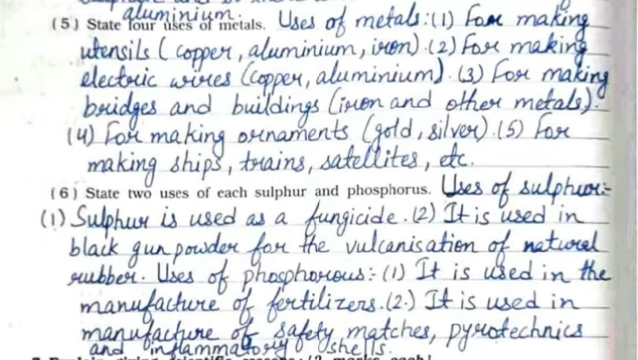 aluminium.
(5) State four uses of metals. Uses of metals:(1) For making
utensils (copper, aluminium, iron) (2) For making
electric wires (copper, aluminium). (3) For making
bridges and buildings (iron and other metals).
(4) For making ornaments (gold, silver). (5) For
making ships, trains, satellites, etc.
(6) State two uses of each sulphur and phosphorus. Uses of sulphur:-
(1) Sulphur is used as a fungicide. (2) It is used in
black gun powder for the vulcanisation of natural
rubber. Uses of phosphorous:- (1) It is used in the
manufacture of fertilizers. (2) It is used in
manufacture of safety matches, pyrotechnics
and inflammatory shells.